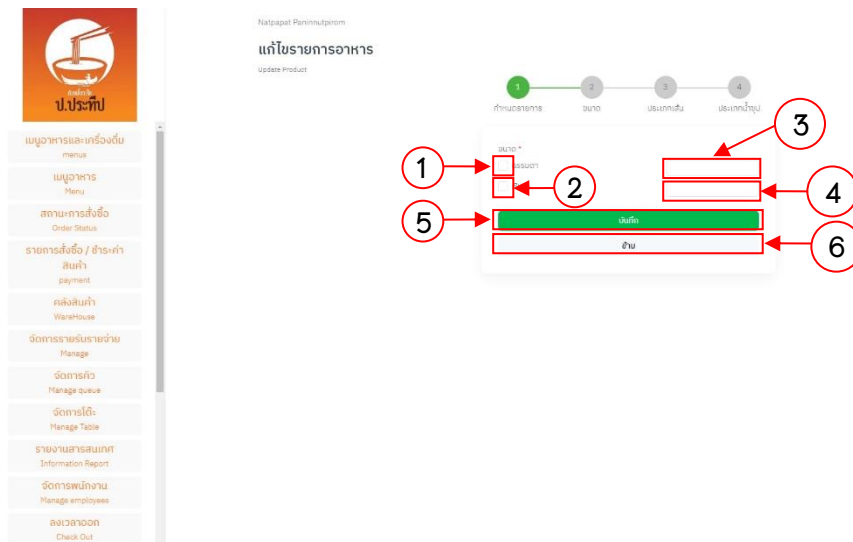 ป.ประทีป
เมนูอาหารและเครื่องดื่ม
menus
เมนูอาหาร
Menu
สถานะการสั่งซื้อ
Order Status
รายการสั่งซื้อ / ชำระค่า
สินค้า
payment
คลังสินค้า
WareHouse
จัดการรายรับรายจ่าย
Manage
จัดการคิว
Manage queue
จัดการโต๊ะ
Manage Table
รายงานสารสนเทศ
Information Report
จัดการพนักงาน
Manage employees
ลงเวลาออก
Check Out
Natpapat Paninnutpirom
แก้ไขรายการอาหาร
Update Product
1 2 3 4
กำหนดรายการ ขนาด ประเภทเส้น ประเภทน้ำซุป
ขนาด *
1 ธรรมดา 3
2 4
5 บันทึก
ข้าม 6